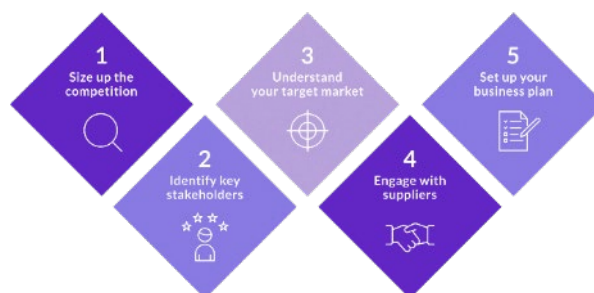 1
Size up the
competition
2
Identify key
stakeholders
3
Understand
your target market
4
Engage with
suppliers
5
Set up your
business plan